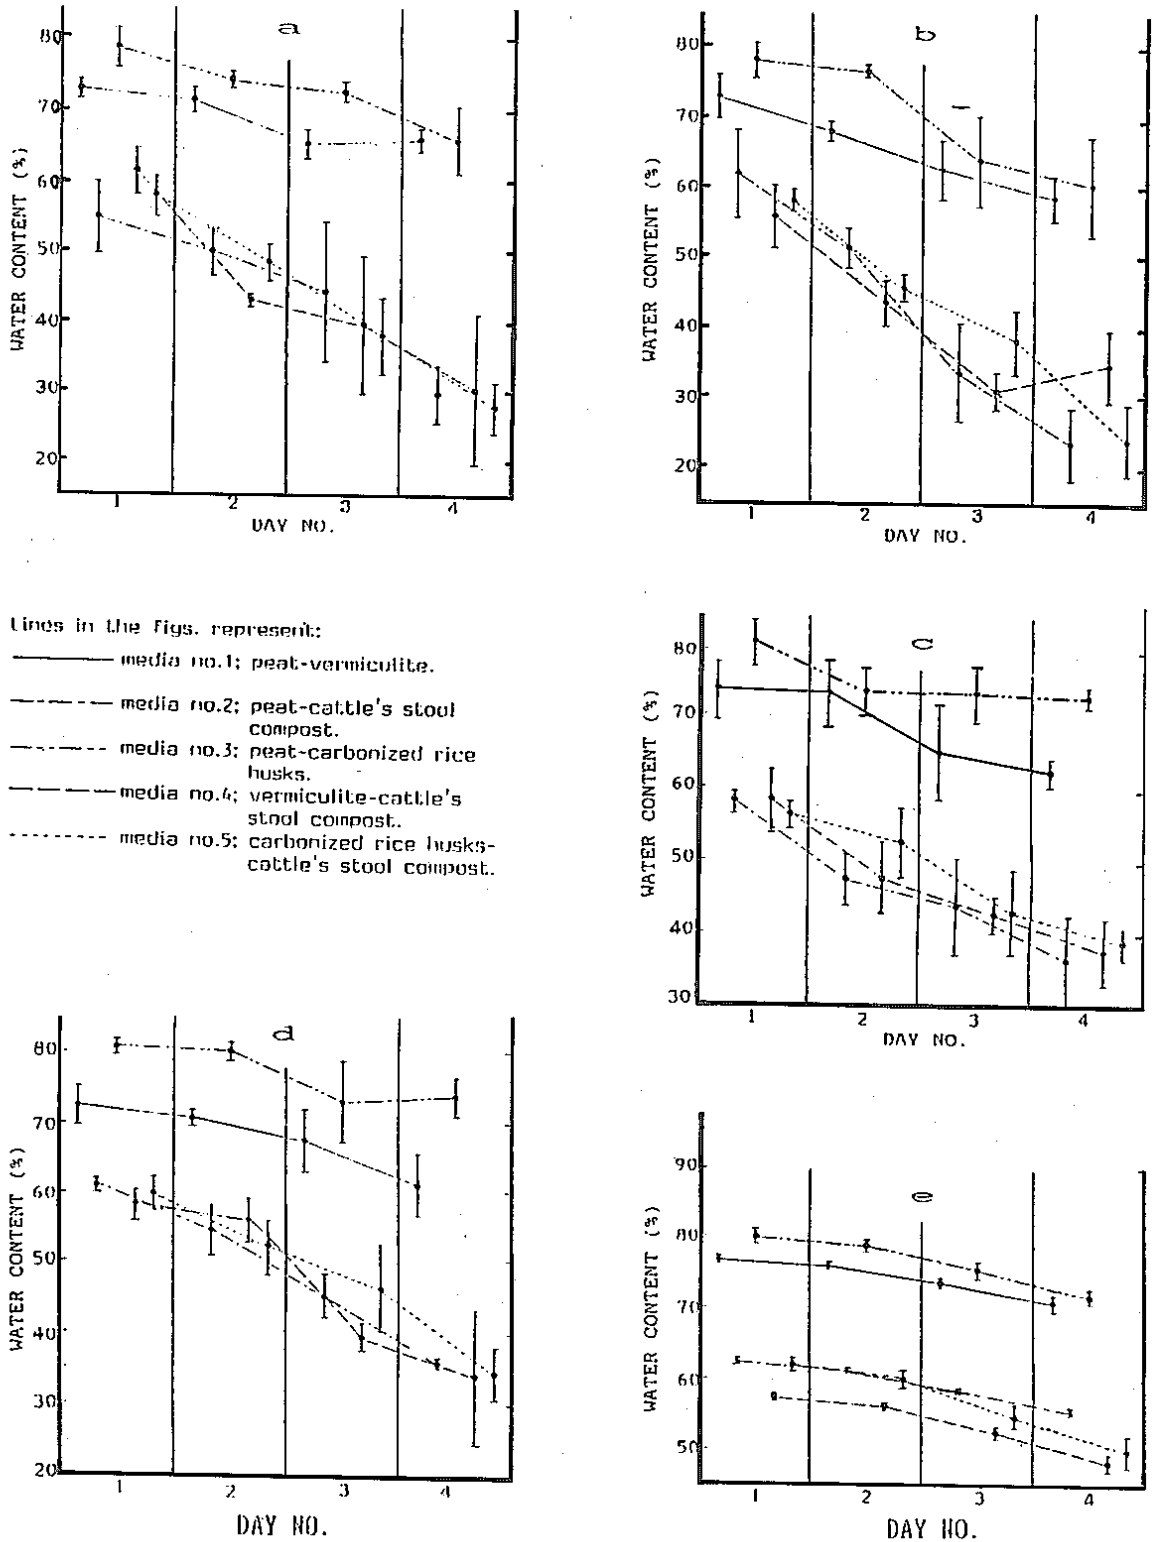 a
80
70
60
50
40
30
20
WATER CONTENT (%)
1 2 3 4
DAY NO.
b
80
70
60
50
40
30
20
WATER CONTENT (%)
1 2 3 4
DAY NO.
Lines in the figs. represent:
media no.1; peat-vermiculite.
media no.2; peat-cattle's stool
compost.
media no.3; peat-carbonized rice
husks.
media no.4; vermiculite-cattle's
stool compost.
media no.5; carbonized rice husks-
cattle's stool compost.
c
80
70
60
50
40
30
WATER CONTENT (%)
1 2 3 4
DAY NO.
d
80
70
60
50
40
30
20
WATER CONTENT (%)
1 2 3 4
DAY NO.
e
90
80
70
60
50
WATER CONTENT (%)
1 2 3 4
DAY NO.